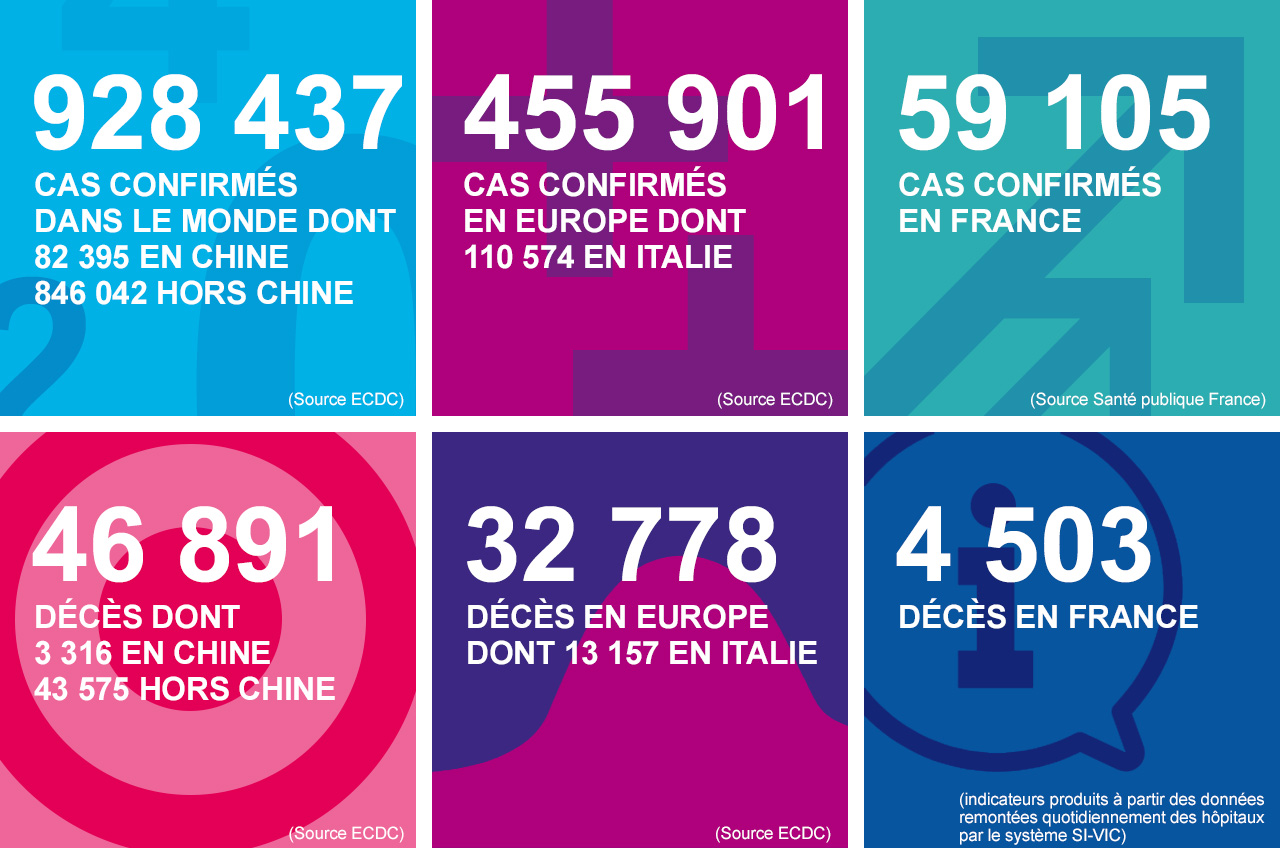 928 437
CAS CONFIRMÉS
DANS LE MONDE DONT
82 395 EN CHINE
846 042 HORS CHINE
(Source ECDC)
455 901
CAS CONFIRMÉS
EN EUROPE DONT
110 574 EN ITALIE
(Source ECDC)
59 105
CAS CONFIRMÉS
EN FRANCE
(Source Santé publique France)
46 891
DÉCÈS DONT
3 316 EN CHINE
43 575 HORS CHINE
(Source ECDC)
32 778
DÉCÈS EN EUROPE
DONT 13 157 EN ITALIE
(Source ECDC)
4 503
DÉCÈS EN FRANCE
(indicateurs produits à partir des données
remontées quotidiennement des hôpitaux
par le système SI-VIC)